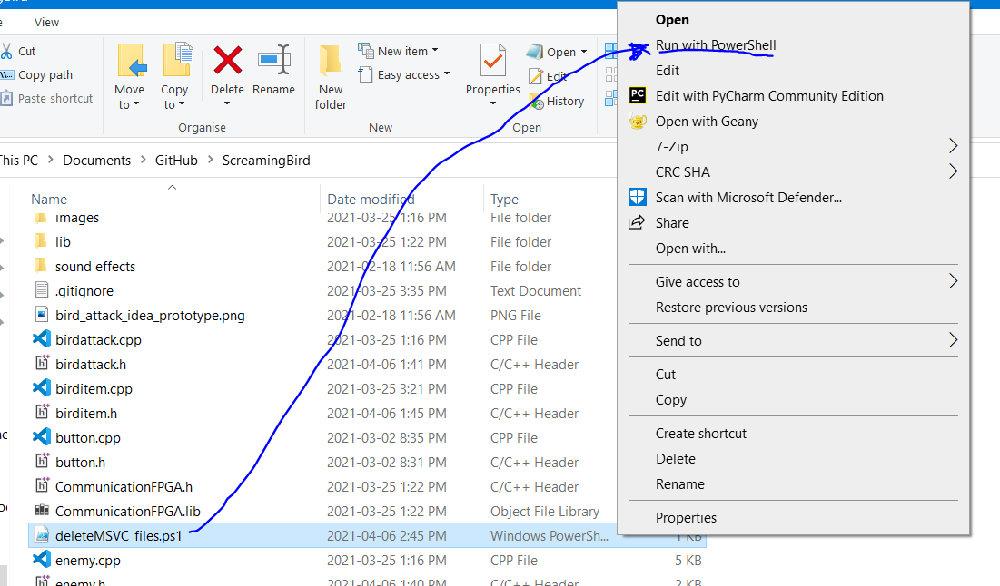 View
Cut
Copy path
Paste shortcut
Move to
Copy to
Delete
Rename
New folder
New item
Easy access
Properties
Open
Edit
History
Organise
New
Open
This PC > Documents > GitHub > ScreamingBird
Name Date modified Type
images 2021-03-25 1:16 PM File folder
lib 2021-03-25 1:22 PM File folder
sound effects 2021-02-18 11:56 AM File folder
.gitignore 2021-03-25 3:35 PM Text Document
bird_attack_idea_prototype.png 2021-02-18 11:56 AM PNG File
birdattack.cpp 2021-03-25 1:16 PM CPP File
birdattack.h 2021-04-06 1:41 PM C/C++ Header
birditem.cpp 2021-03-25 3:21 PM CPP File
birditem.h 2021-04-06 1:45 PM C/C++ Header
button.cpp 2021-03-02 8:35 PM CPP File
button.h 2021-03-02 8:31 PM C/C++ Header
CommunicationFPGA.h 2021-03-25 1:22 PM C/C++ Header
CommunicationFPGA.lib 2021-03-25 1:22 PM Object File Library
deleteMSVC_files.ps1 2021-04-06 2:45 PM Windows PowerSh... 1 KB
enemy.cpp 2021-03-25 1:16 PM CPP File 5 KB
enemy.h 2021-04-06 1:40 PM C/C++ Header 2 KB
Open
Run with PowerShell
Edit
PC Edit with PyCharm Community Edition
Open with Geany
7-Zip
CRC SHA
Scan with Microsoft Defender...
Share
Open with...
Give access to
Restore previous versions
Send to
Cut
Copy
Create shortcut
Delete
Rename
Properties